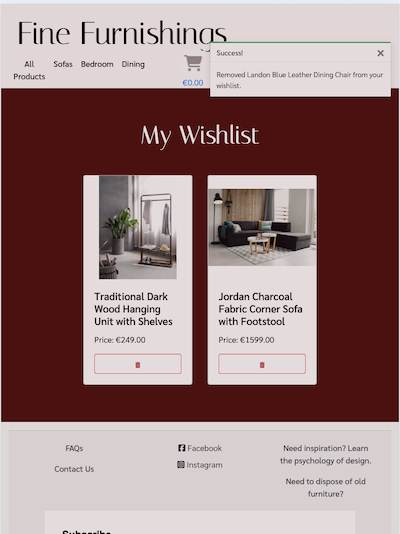 Fine Furnishings
Success!
All
Products
Sofas
Bedroom
Dining
€0.00
Removed Landon Blue Leather Dining Chair from your
wishlist.
My Wishlist
Traditional Dark
Wood Hanging
Unit with Shelves
Price: €249.00
Jordan Charcoal
Fabric Corner Sofa
with Footstool
Price: €1599.00
FAQs
Contact Us
Facebook
Instagram
Need inspiration? Learn
the psychology of design.
Need to dispose of old
furniture?
Subscribe